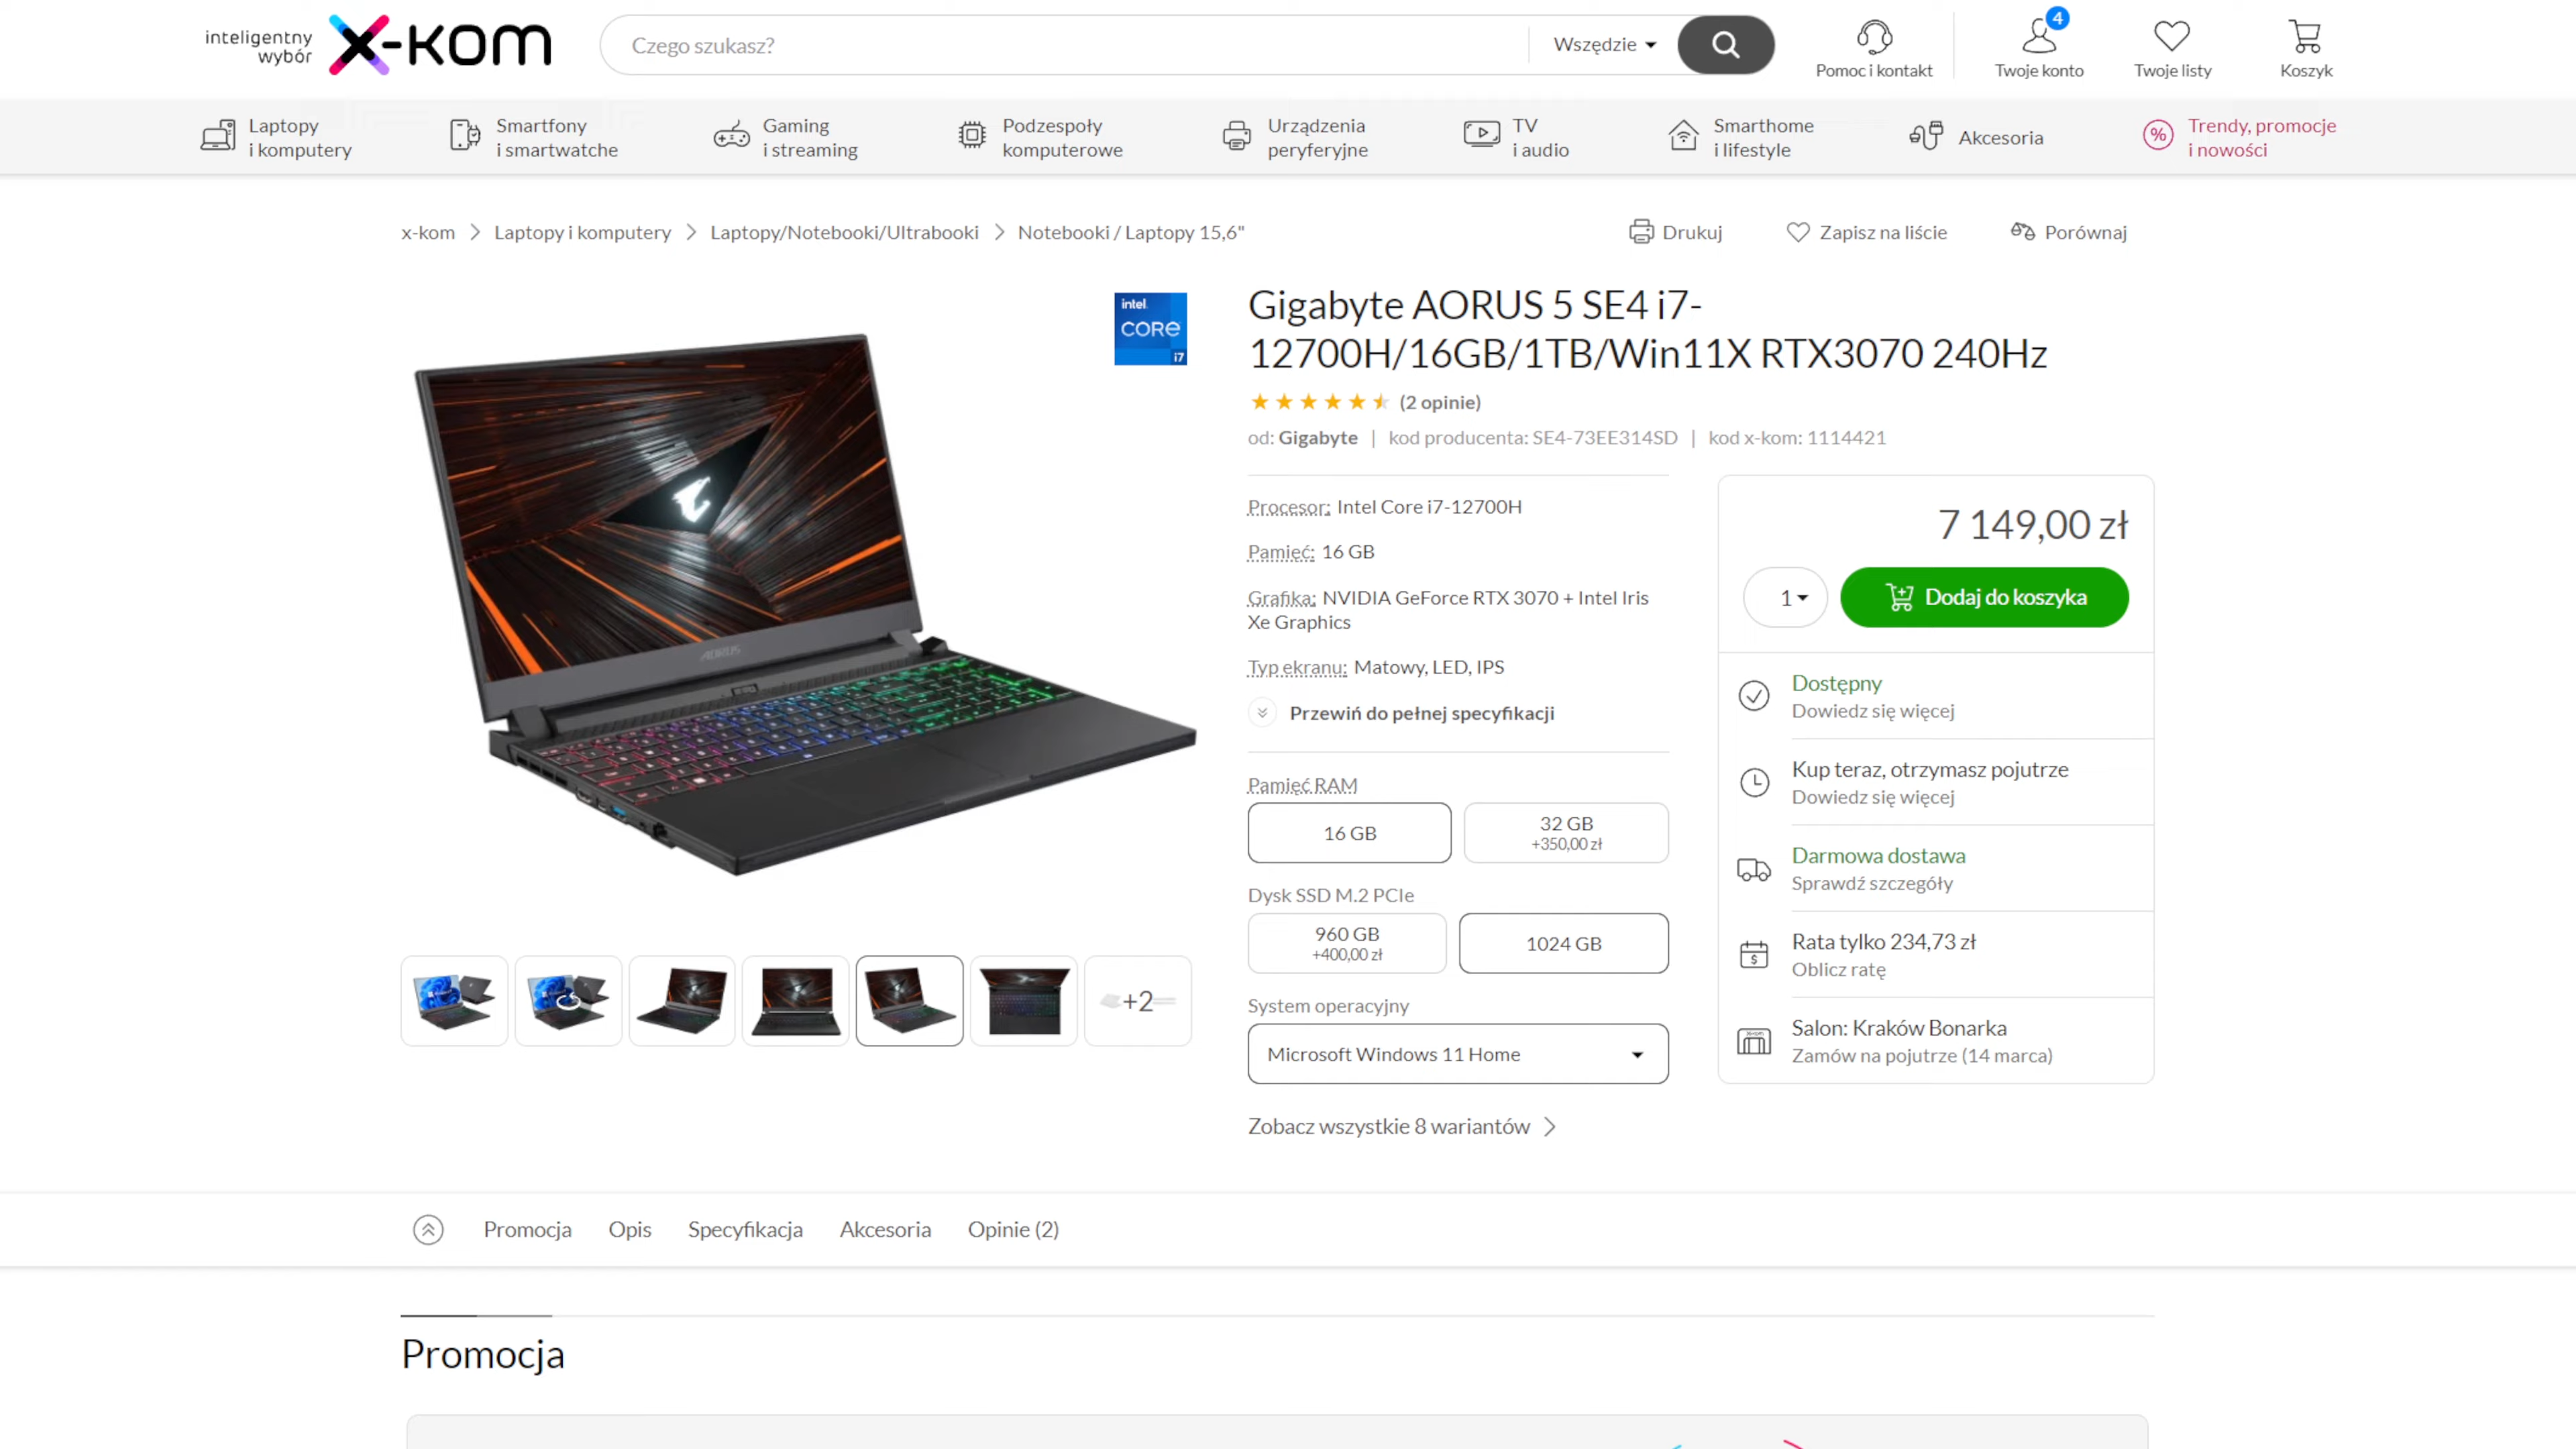 inteligentny
wybór
x-kom
Czego szukasz?
Wszędzie
Pomoc i kontakt
4
Twoje konto
Twoje listy
Koszyk
Laptopy
i komputery
Smartfony
i smartwatche
Gaming
i streaming
Podzespoły
komputerowe
Urządzenia
peryferyjne
TV
i audio
Smarthome
i lifestyle
Akcesoria
%
Trendy, promocje
i nowości
x-kom > Laptopy i komputery > Laptopy/Notebooki/Ultrabooki > Notebooki / Laptopy 15,6"
Drukuj
Zapisz na liście
Porównaj
intel.
CORE
i7
AORUS
Gigabyte AORUS 5 SE4 i7-
12700H/16GB/1TB/Win11X RTX3070 240Hz
(2 opinie)
od: Gigabyte | kod producenta: SE4-73EE314SD | kod x-kom: 1114421
Procesor: Intel Core i7-12700H
Pamięć: 16 GB
Grafika: NVIDIA GeForce RTX 3070 + Intel Iris
Xe Graphics
Typ ekranu: Matowy, LED, IPS
Przewiń do pełnej specyfikacji
Pamięć RAM
16 GB
32 GB
+350,00 zł
Dysk SSD M.2 PCIe
960 GB
+400,00 zł
1024 GB
System operacyjny
Microsoft Windows 11 Home
Zobacz wszystkie 8 wariantów
7 149,00 zł
1
Dodaj do koszyka
Dostępny
Dowiedz się więcej
Kup teraz, otrzymasz pojutrze
Dowiedz się więcej
Darmowa dostawa
Sprawdź szczegóły
Rata tylko 234,73 zł
Oblicz ratę
Salon: Kraków Bonarka
Zamów na pojutrze (14 marca)
+2
Promocja
Opis
Specyfikacja
Akcesoria
Opinie (2)
Promocja